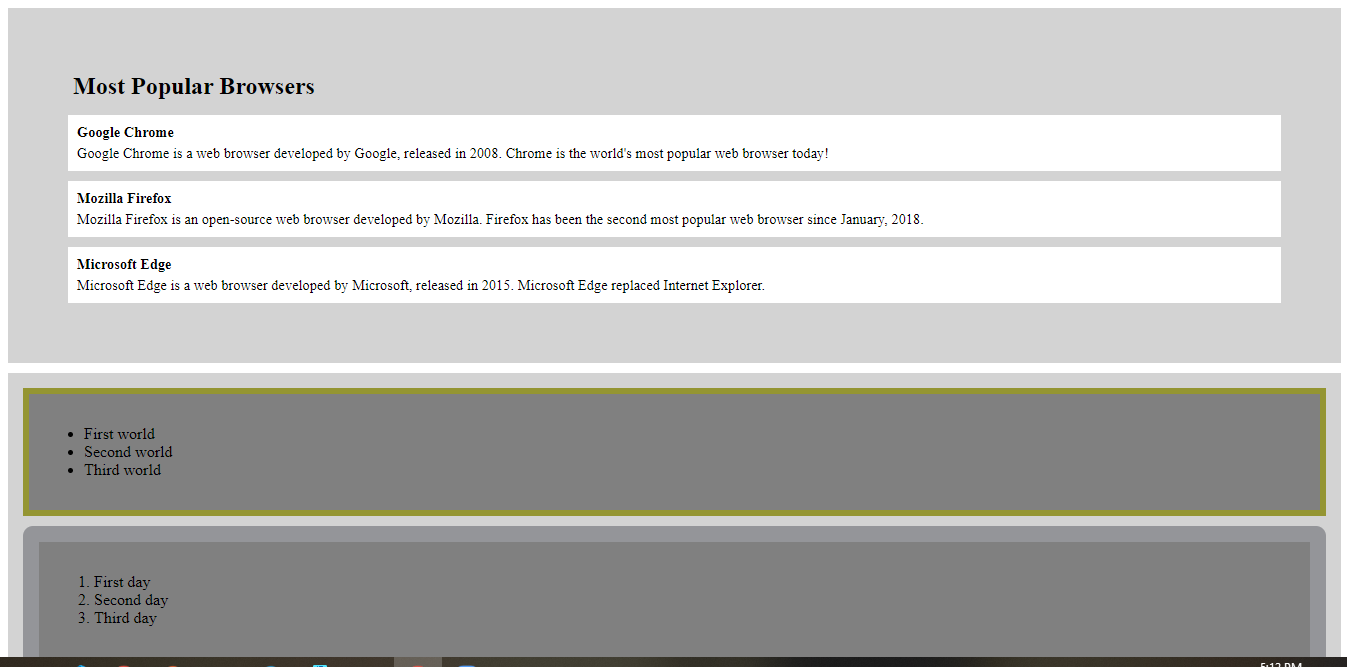 Most Popular Browsers
Google Chrome
Google Chrome is a web browser developed by Google, released in 2008. Chrome is the world's most popular web browser today!
Mozilla Firefox
Mozilla Firefox is an open-source web browser developed by Mozilla. Firefox has been the second most popular web browser since January, 2018.
Microsoft Edge
Microsoft Edge is a web browser developed by Microsoft, released in 2015. Microsoft Edge replaced Internet Explorer.
• First world
• Second world
• Third world
1. First day
2. Second day
3. Third day
5:12 PM